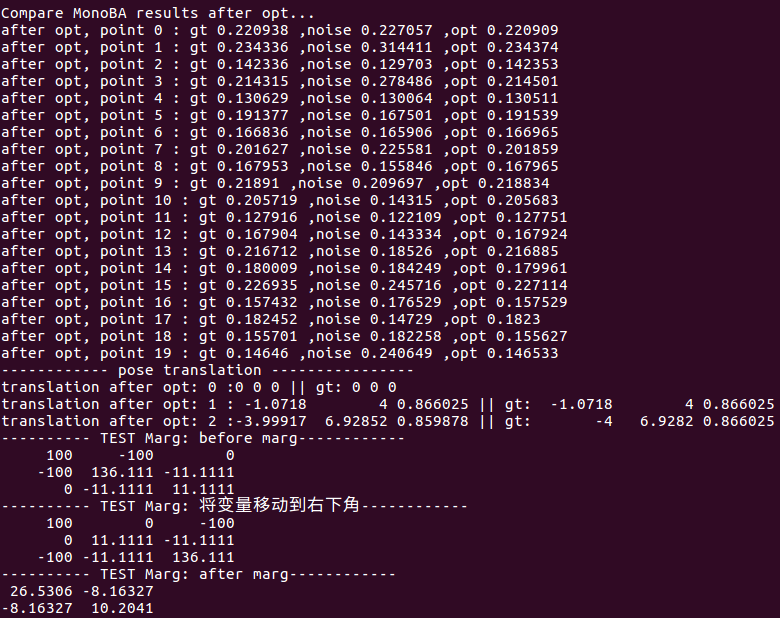 Compare MonoBA results after opt...
after opt, point 0 : gt 0.220938 ,noise 0.227057 ,opt 0.220909
after opt, point 1 : gt 0.234336 ,noise 0.314411 ,opt 0.234374
after opt, point 2 : gt 0.142336 ,noise 0.129703 ,opt 0.142353
after opt, point 3 : gt 0.214315 ,noise 0.278486 ,opt 0.214501
after opt, point 4 : gt 0.130629 ,noise 0.130064 ,opt 0.130511
after opt, point 5 : gt 0.191377 ,noise 0.167501 ,opt 0.191539
after opt, point 6 : gt 0.166836 ,noise 0.165906 ,opt 0.166965
after opt, point 7 : gt 0.201627 ,noise 0.225581 ,opt 0.201859
after opt, point 8 : gt 0.167953 ,noise 0.155846 ,opt 0.167965
after opt, point 9 : gt 0.21891 ,noise 0.209697 ,opt 0.218834
after opt, point 10 : gt 0.205719 ,noise 0.14315 ,opt 0.205683
after opt, point 11 : gt 0.127916 ,noise 0.122109 ,opt 0.127751
after opt, point 12 : gt 0.167904 ,noise 0.143334 ,opt 0.167924
after opt, point 13 : gt 0.216712 ,noise 0.18526 ,opt 0.216885
after opt, point 14 : gt 0.180009 ,noise 0.184249 ,opt 0.179961
after opt, point 15 : gt 0.226935 ,noise 0.245716 ,opt 0.227114
after opt, point 16 : gt 0.157432 ,noise 0.176529 ,opt 0.157529
after opt, point 17 : gt 0.182452 ,noise 0.14729 ,opt 0.1823
after opt, point 18 : gt 0.155701 ,noise 0.182258 ,opt 0.155627
after opt, point 19 : gt 0.14646 ,noise 0.240649 ,opt 0.146533
------------ pose translation ----------------
translation after opt: 0 :0 0 0 || gt: 0 0 0
translation after opt: 1 : -1.0718        4 0.866025 || gt:  -1.0718        4 0.866025
translation after opt: 2 :-3.99917  6.92852 0.859878 || gt:       -4   6.9282 0.866025
---------- TEST Marg: before marg------------
     100     -100        0
    -100  136.111 -11.1111
       0 -11.1111  11.1111
---------- TEST Marg: 将变量移动到右下角------------
     100        0     -100
       0  11.1111 -11.1111
    -100 -11.1111  136.111
---------- TEST Marg: after marg------------
 26.5306 -8.16327
-8.16327  10.2041